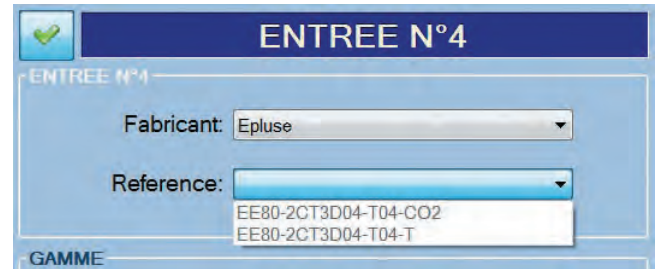 ENTREE N°4
ENTREE N°4
Fabricant: Epluse
Reference:
EE80-2CT3D04-T04-CO2
EE80-2CT3D04-T04-T
GAMME